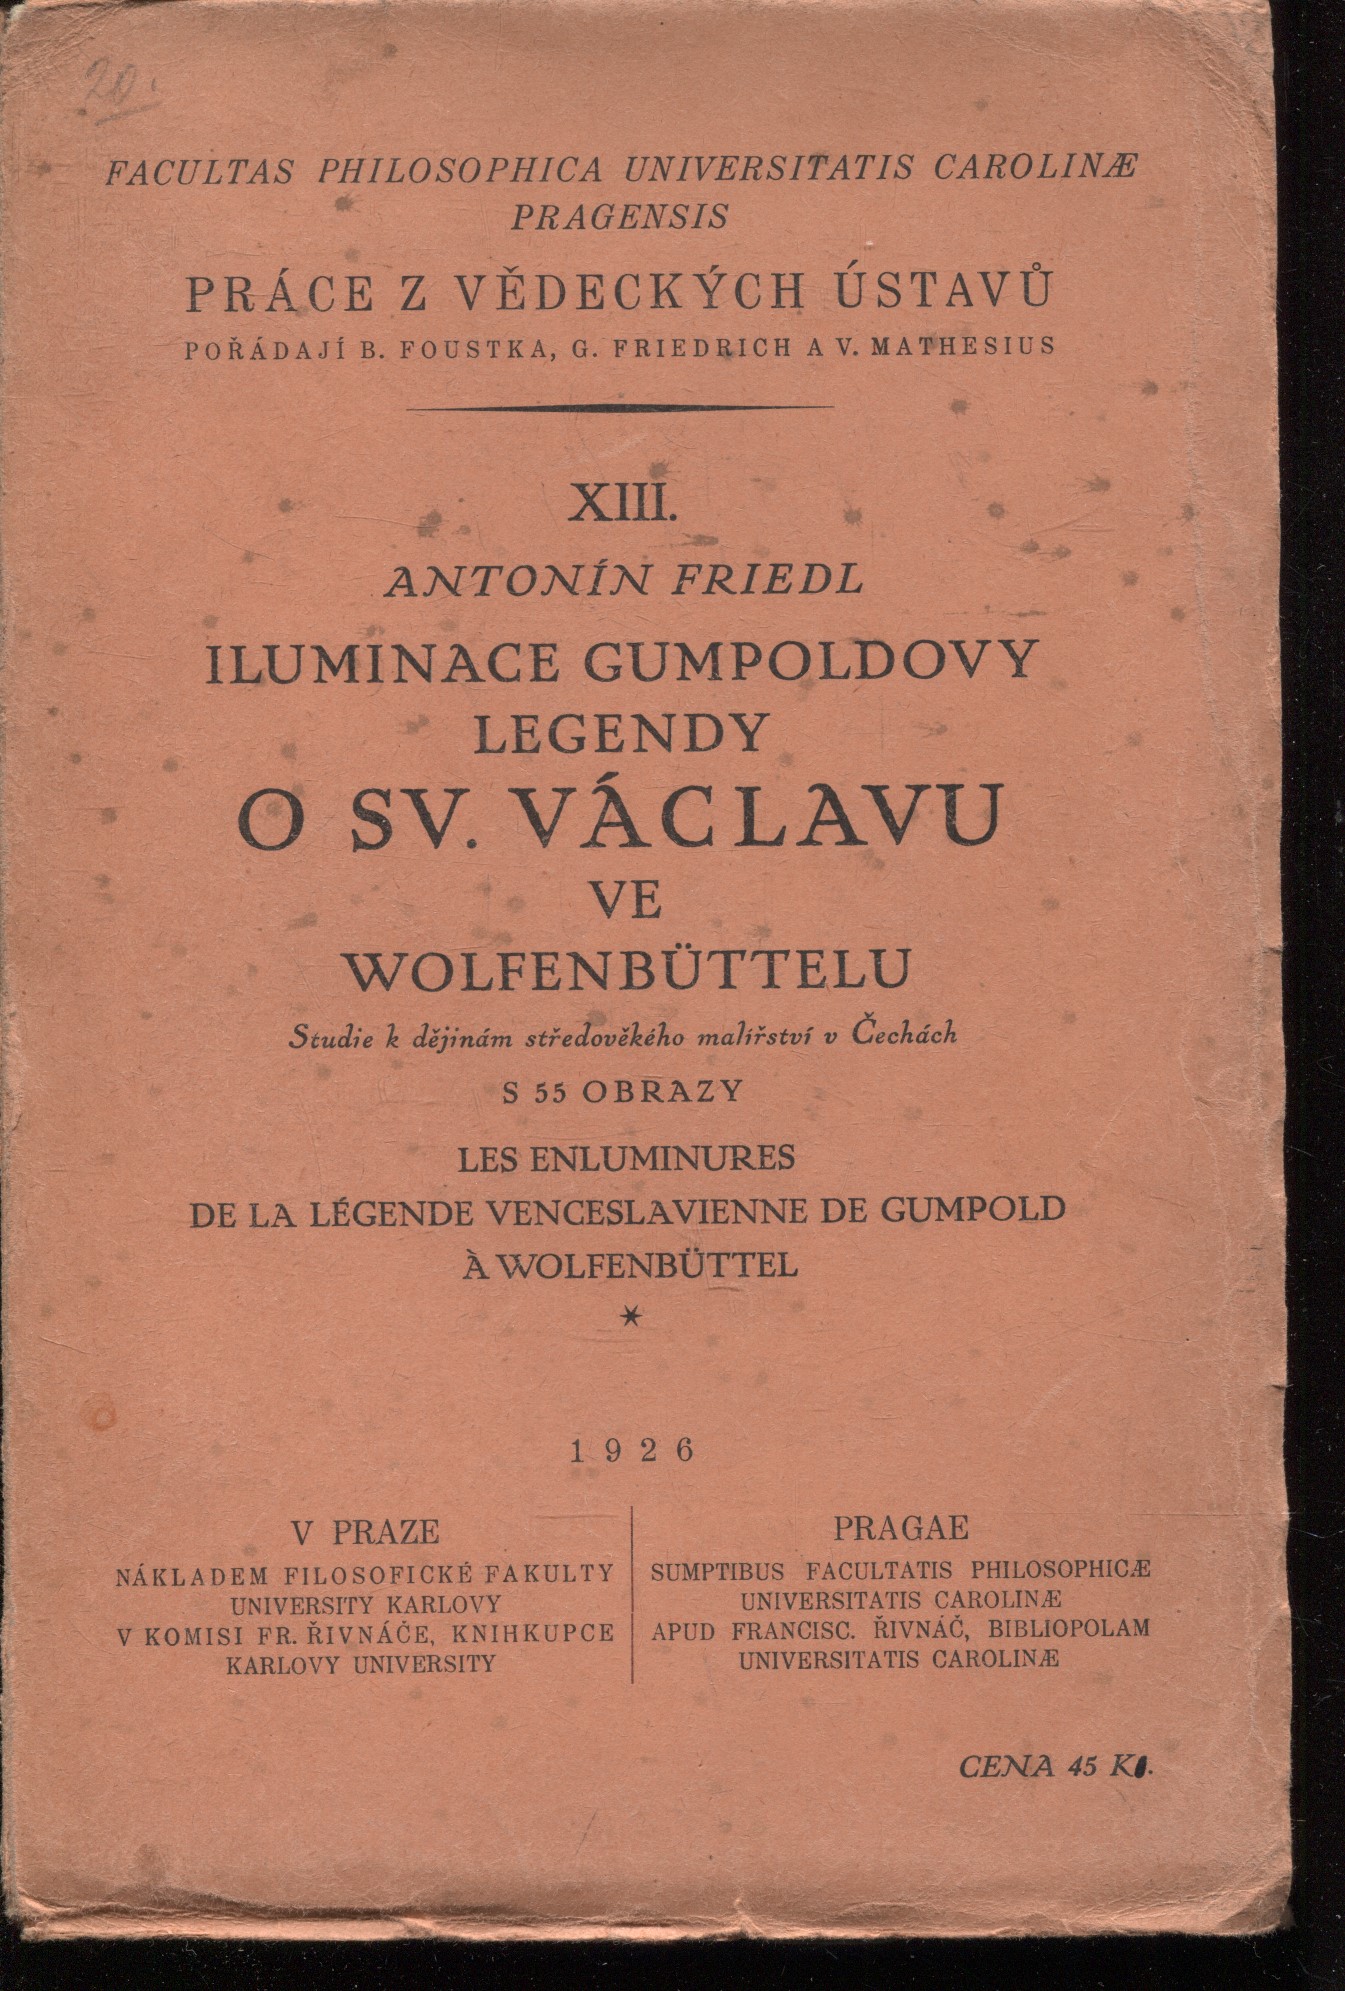 20.
FACULTAS PHILOSOPHICA UNIVERSITATIS CAROLINÆ
PRAGENSIS
PRÁCE Z VĚDECKÝCH ÚSTAVŮ
POŘÁDAJÍ B. FOUSTKA, G. FRIEDRICH A V. MATHESIUS
XIII.
ANTONÍN FRIEDL
ILUMINACE GUMPOLDOVY
LEGENDY
O SV. VÁCLAVU
VE
WOLFENBÜTTELU
Studie k dějinám středověkého malířství v Čechách
S 55 OBRAZY
LES ENLUMINURES
DE LA LÉGENDE VENCESLAVIENNE DE GUMPOLD
À WOLFENBÜTTEL
*
1926
V PRAZE
NÁKLADEM FILOSOFICKÉ FAKULTY
UNIVERSITY KARLOVY
V KOMISI FR. ŘIVNÁČE, KNIHKUPCE
KARLOVY UNIVERSITY
PRAGAE
SUMPTIBUS FACULTATIS PHILOSOPHICÆ
UNIVERSITATIS CAROLINÆ
APUD FRANCISC. ŘIVNÁČ, BIBLIOPOLAM
UNIVERSITATIS CAROLINÆ
CENA 45